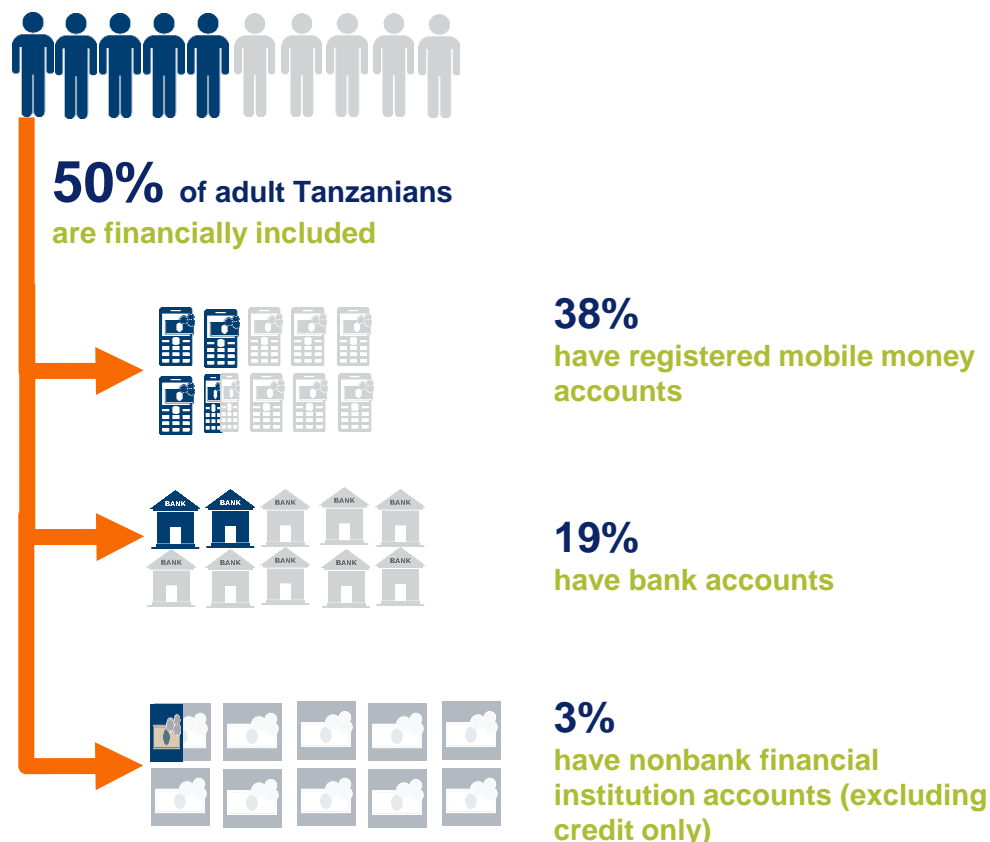 50% of adult Tanzanians
are financially included
38%
have registered mobile money
accounts
BANK BANK BANK BANK BANK
BANK BANK BANK BANK BANK
19%
have bank accounts
3%
have nonbank financial
institution accounts (excluding
credit only)